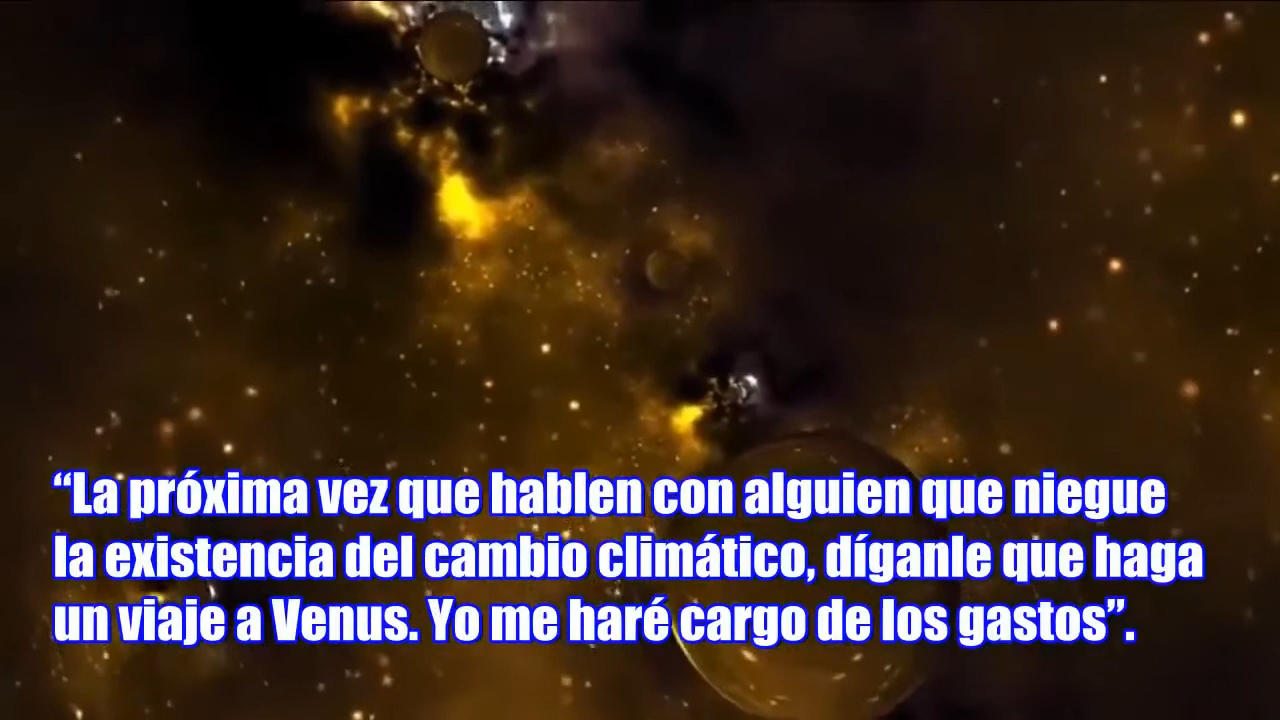 “La próxima vez que hablen con alguien que niegue
la existencia del cambio climático, díganle que haga
un viaje a Venus. Yo me haré cargo de los gastos”.